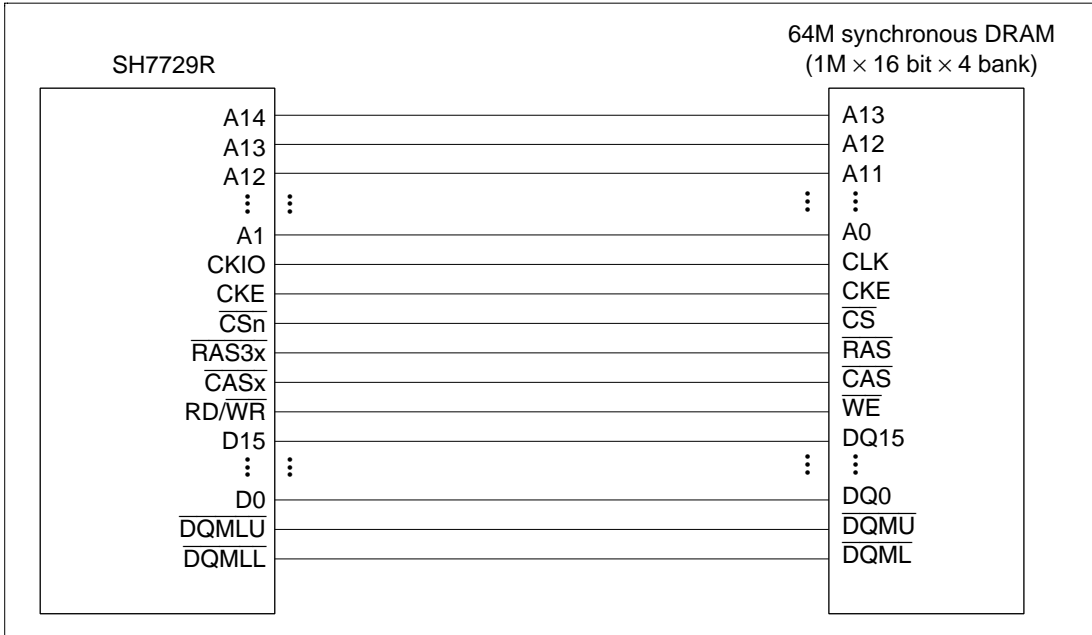 SH7729R
64M synchronous DRAM
(1M × 16 bit × 4 bank)
A14 A13
A13 A12
A12 A11
⋮ ⋮ ⋮ ⋮
A1 A0
CKIO CLK
CKE CKE
CSn CS
RAS3x RAS
CASx CAS
RD/WR WE
D15 DQ15
⋮ ⋮ ⋮ ⋮
D0 DQ0
DQMLU DQMU
DQMLL DQML